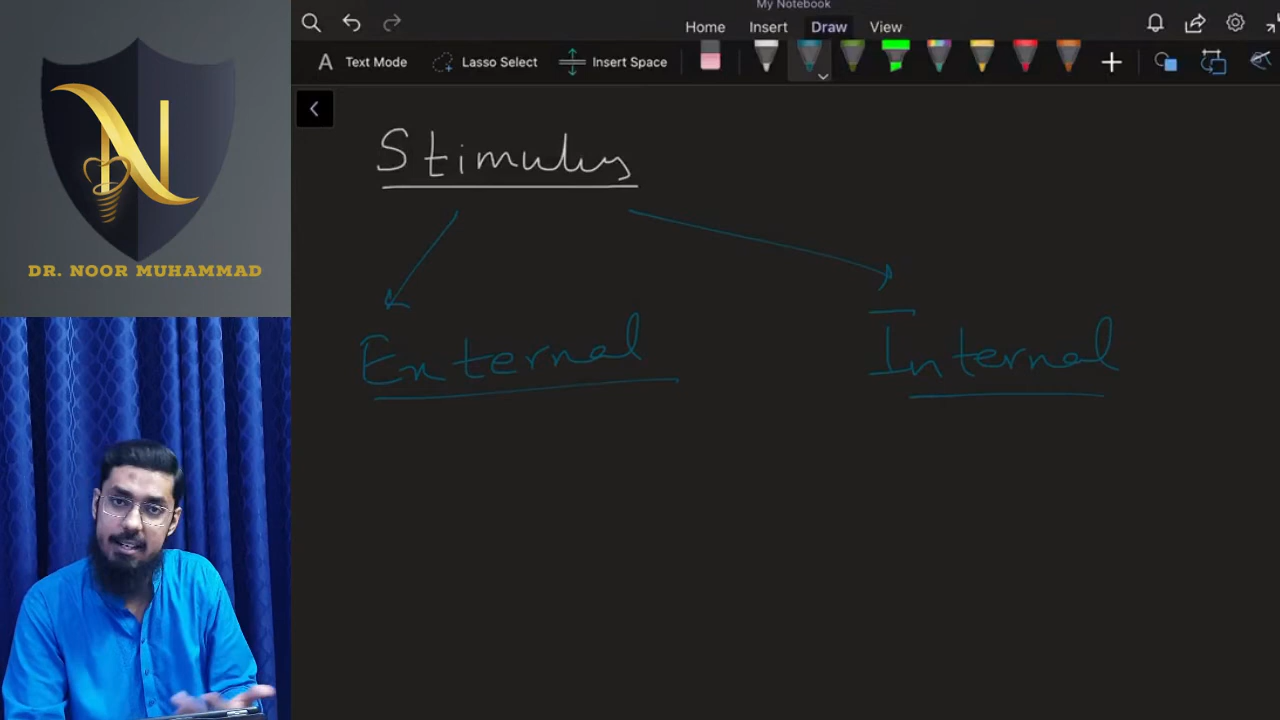 My Notebook
Home Insert Draw View
A Text Mode Lasso Select Insert Space
Stimulus
External Internal
N
DR. NOOR MUHAMMAD